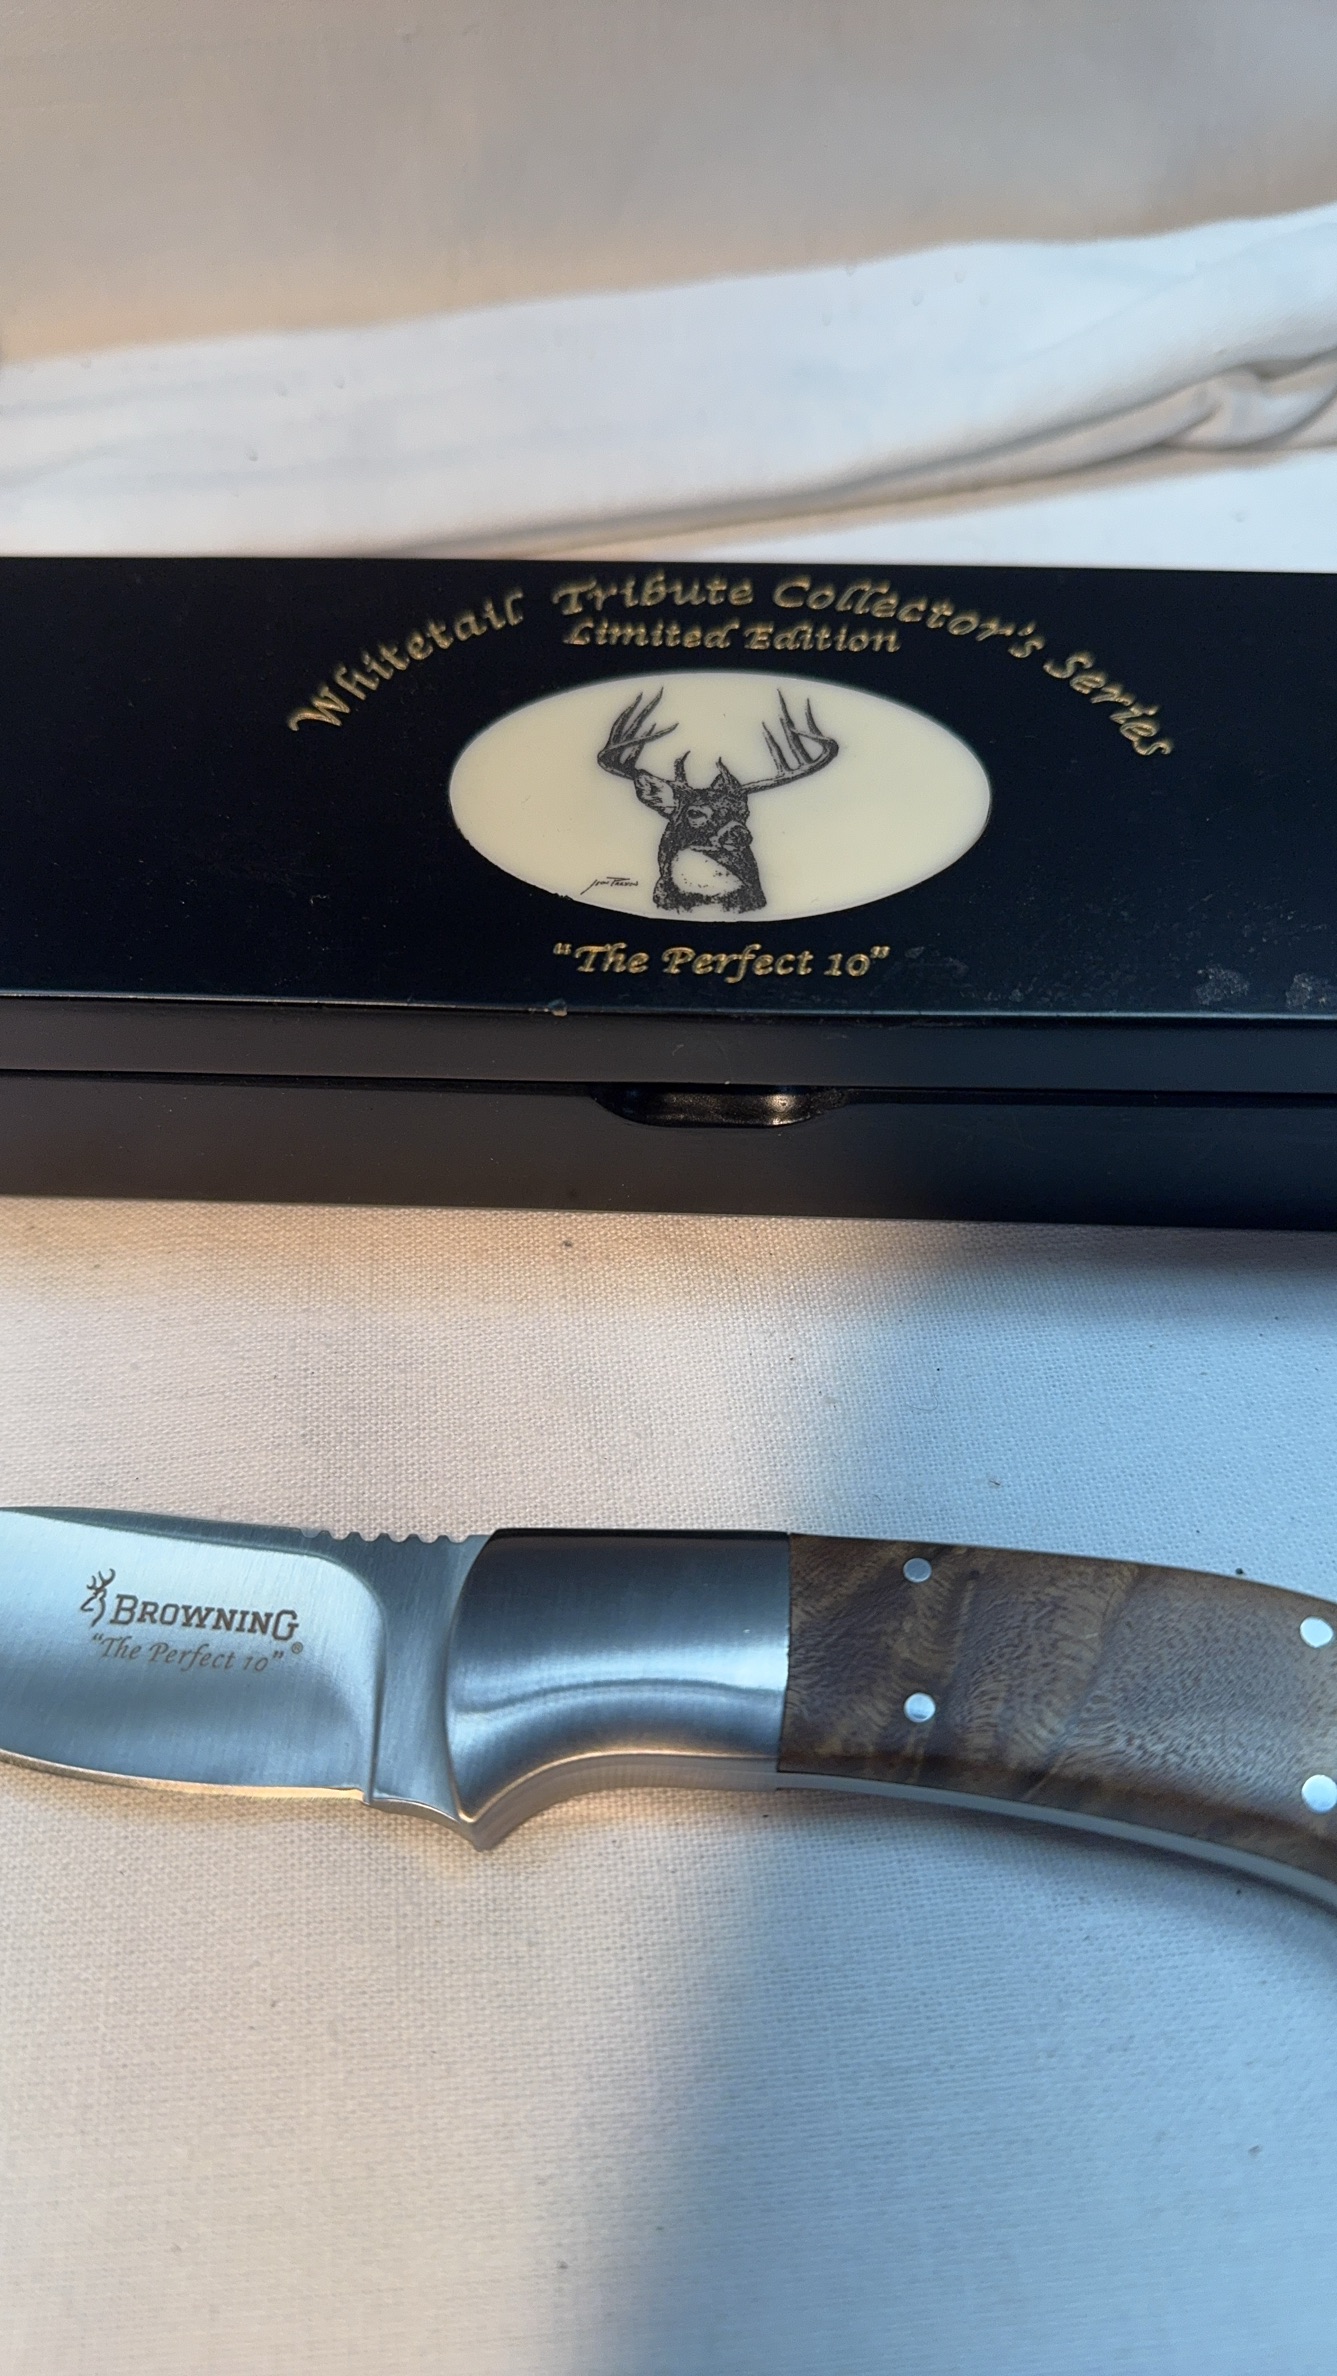 Whitetail Tribute Collector's Series
Limited Edition
"The Perfect 10"
BROWNING®
"The Perfect 10"